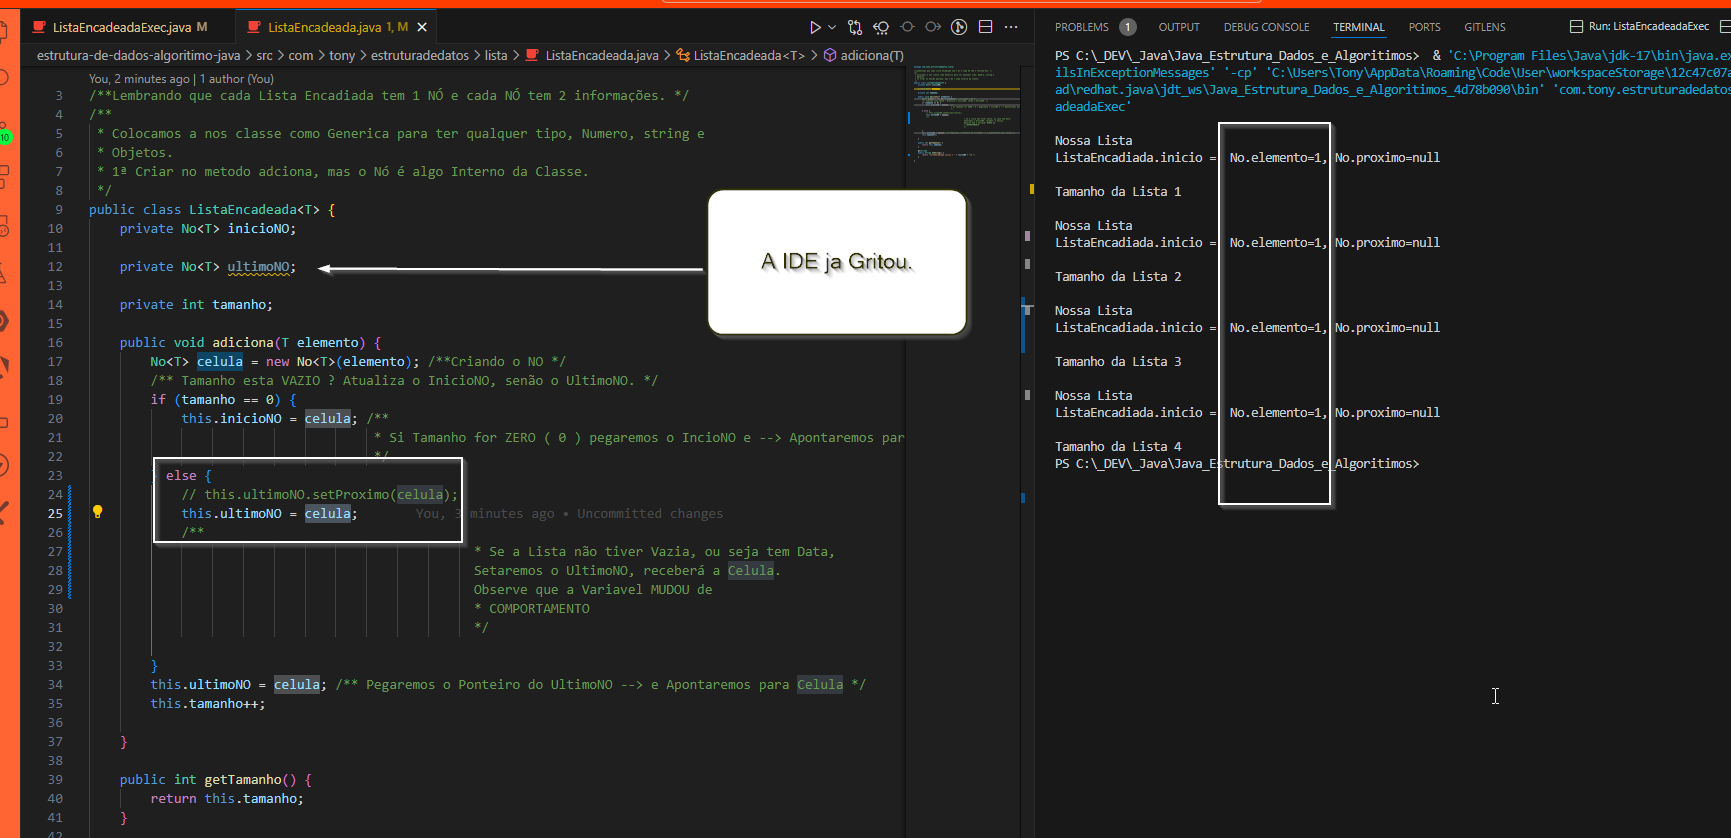 ListaEncadeadaExec.java M
ListaEncadeada.java 1, M
estrutura-de-dados-algoritimo-java > src > com > tony > estruturadedatos > lista > ListaEncadeada.java > ListaEncadeada<T> > adiciona(T)
You, 2 minutes ago | 1 author (You)
3 /**Lembrando que cada Lista Encadiada tem 1 NÓ e cada NÓ tem 2 informações. */
4 /**
5 * Colocamos a nos classe como Generica para ter qualquer tipo, Numero, string e
6 * Objetos.
7 * 1ª Criar no metodo adciona, mas o Nó é algo Interno da Classe.
8 */
9 public class ListaEncadeada<T> {
10 private No<T> inicioNO;
11
12 private No<T> ultimoNO;
13
14 private int tamanho;
15
16 public void adiciona(T elemento) {
17 No<T> celula = new No<T>(elemento); /**Criando o NO */
18 /** Tamanho esta VAZIO ? Atualiza o InicioNO, senão o UltimoNO. */
19 if (tamanho == 0) {
20 this.inicioNO = celula; /**
21 * Si Tamanho for ZERO ( 0 ) pegaremos o IncioNO e --> Apontaremos par
22 */
23 } else {
24 // this.ultimoNO.setProximo(celula);
25 this.ultimoNO = celula; You, 3 minutes ago • Uncommitted changes
26 /**
27 * Se a Lista não tiver Vazia, ou seja tem Data,
28 Setaremos o UltimoNO, receberá a Celula.
29 Observe que a Variavel MUDOU de
30 * COMPORTAMENTO
31 */
32
33 }
34 this.ultimoNO = celula; /** Pegaremos o Ponteiro do UltimoNO --> e Apontaremos para Celula */
35 this.tamanho++;
36
37 }
38
39 public int getTamanho() {
40 return this.tamanho;
41 }
42
A IDE ja Gritou.
10
PROBLEMS 1 OUTPUT DEBUG CONSOLE TERMINAL PORTS GITLENS Run: ListaEncadeadaExec
PS C:\_DEV\_Java\Java_Estrutura_Dados_e_Algoritimos> & 'C:\Program Files\Java\jdk-17\bin\java.ex
ilsInExceptionMessages' '-cp' 'C:\Users\Tony\AppData\Roaming\Code\User\workspaceStorage\12c47c07a
ad\redhat.java\jdt_ws\Java_Estrutura_Dados_e_Algoritimos_4d78b090\bin' 'com.tony.estruturadedatos
adeadaExec'
Nossa Lista
ListaEncadiada.inicio = No.elemento=1, No.proximo=null
Tamanho da Lista 1
Nossa Lista
ListaEncadiada.inicio = No.elemento=1, No.proximo=null
Tamanho da Lista 2
Nossa Lista
ListaEncadiada.inicio = No.elemento=1, No.proximo=null
Tamanho da Lista 3
Nossa Lista
ListaEncadiada.inicio = No.elemento=1, No.proximo=null
Tamanho da Lista 4
PS C:\_DEV\_Java\Java_Estrutura_Dados_e_Algoritimos>